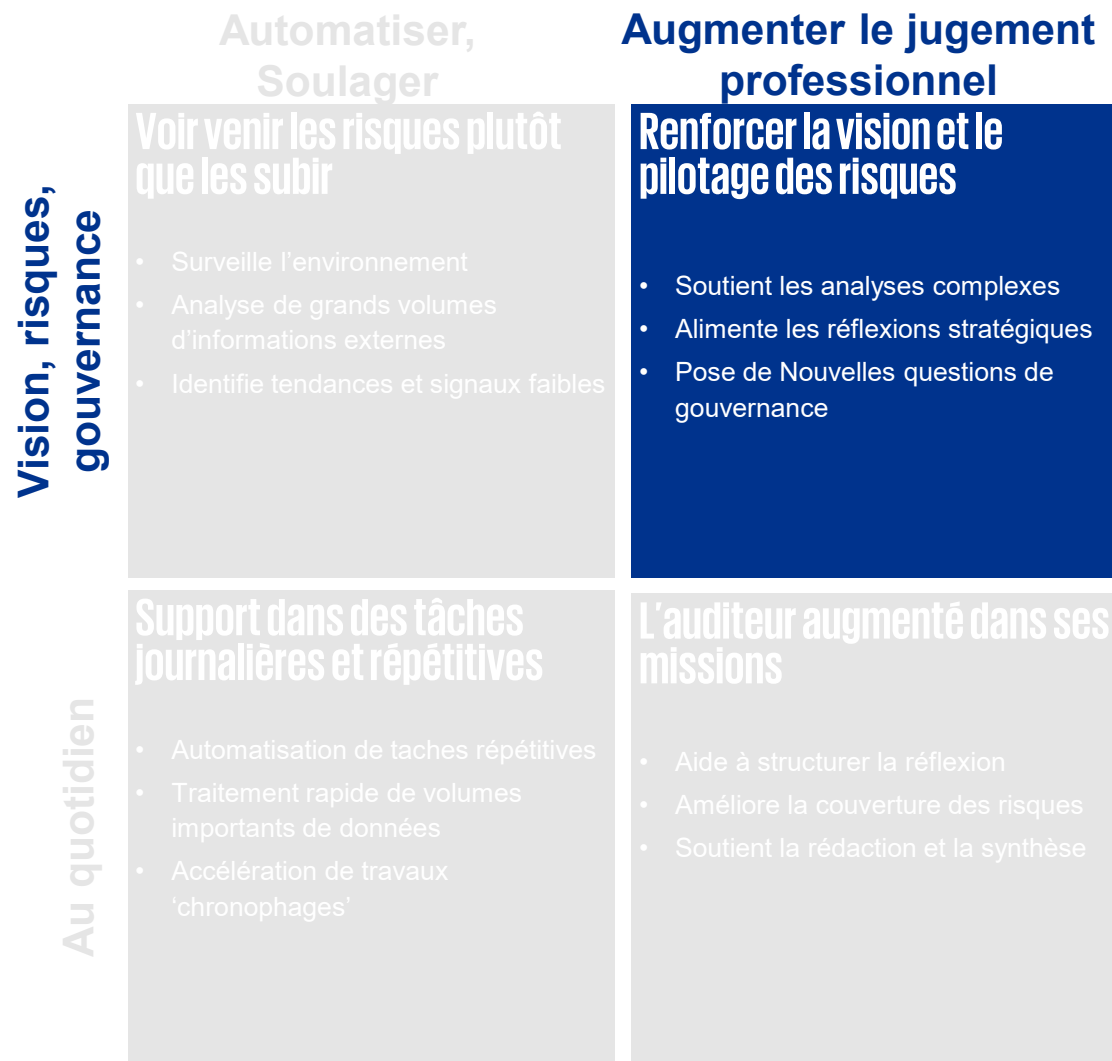 Automatiser,
Soulager
Augmenter le jugement
professionnel
Vision, risques,
gouvernance
Voir venir les risques plutôt
que les subir
• Surveille l’environnement
• Analyse de grands volumes
d’informations externes
• Identifie tendances et signaux faibles
Renforcer la vision et le
pilotage des risques
• Soutient les analyses complexes
• Alimente les réflexions stratégiques
• Pose de Nouvelles questions de
gouvernance
Au quotidien
Support dans des tâches
journalières et répétitives
• Automatisation de taches répétitives
• Traitement rapide de volumes
importants de données
• Accélération de travaux
‘chronophages’
L’auditeur augmenté dans ses
missions
• Aide à structurer la réflexion
• Améliore la couverture des risques
• Soutient la rédaction et la synthèse